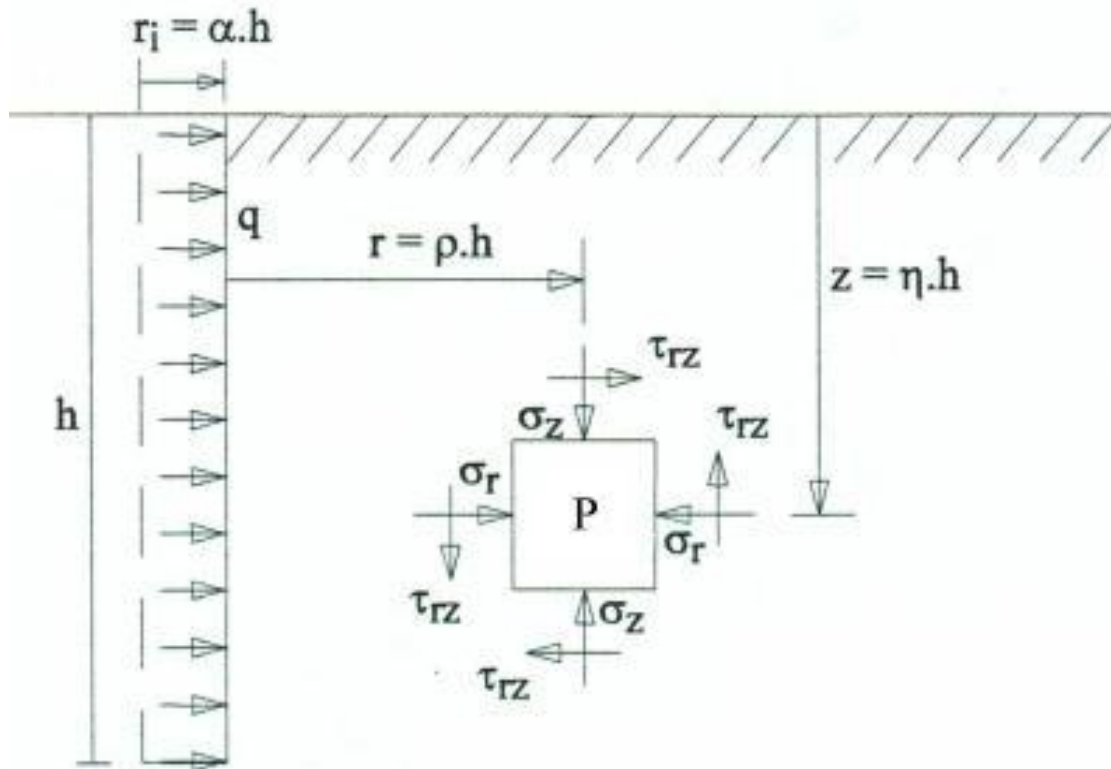 rᵢ = α.h
q
r = ρ.h
z = η.h
h
τrz
σz
τrz
σr
P
σr
τrz
σz
τrz